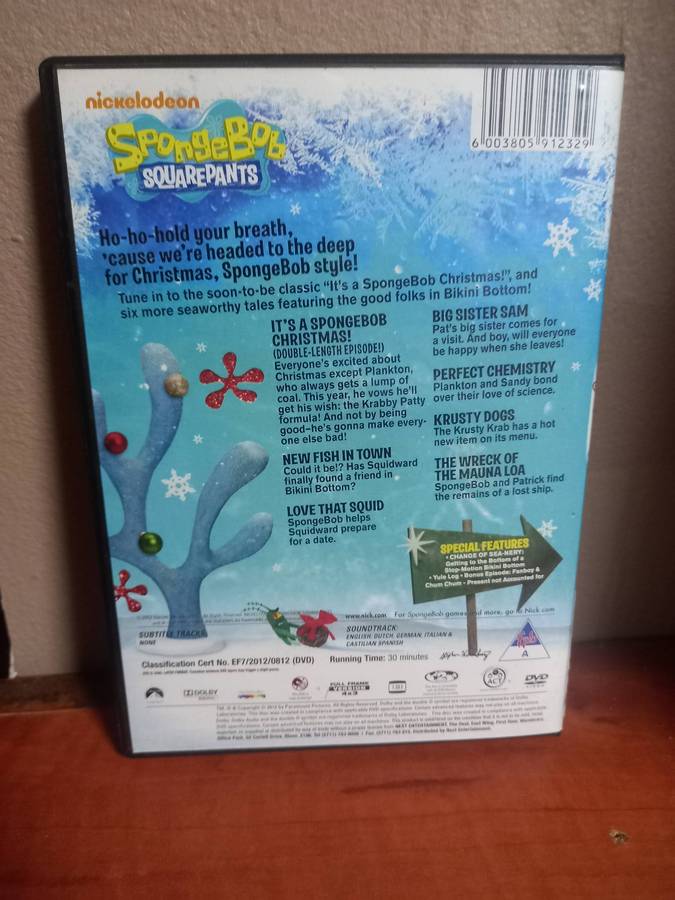 nickelodeon
SpongeBob
SQUAREPANTS
6 003805 912329
Ho-ho-hold your breath,
'cause we're headed to the deep
for Christmas, SpongeBob style!
Tune in to the soon-to-be classic "It's a SpongeBob Christmas!", and
six more seaworthy tales featuring the good folks in Bikini Bottom!
IT'S A SPONGEBOB
CHRISTMAS!
(DOUBLE-LENGTH EPISODE!)
Everyone's excited about
Christmas except Plankton,
who always gets a lump of
coal. This year, he vows he'll
get his wish: the Krabby Patty
formula! And not by being
good–he's gonna make every-
one else bad!
NEW FISH IN TOWN
Could it be!? Has Squidward
finally found a friend in
Bikini Bottom?
LOVE THAT SQUID
SpongeBob helps
Squidward prepare
for a date.
BIG SISTER SAM
Pat's big sister comes for
a visit. And boy, will everyone
be happy when she leaves!
PERFECT CHEMISTRY
Plankton and Sandy bond
over their love of science.
KRUSTY DOGS
The Krusty Krab has a hot
new item on its menu.
THE WRECK OF
THE MAUNA LOA
SpongeBob and Patrick find
the remains of a lost ship.
SPECIAL FEATURES
• CHANGE OF SEA-NERY:
Getting to the Bottom of a
Stop-Motion Bikini Bottom
• Yule Log • Bonus Episode: Fanboy &
Chum Chum - Present not Accounted for
www.nick.com For SpongeBob games and more, go to Nick.com
SUBTITLE TRACKS:
NONE
SOUNDTRACK:
ENGLISH, DUTCH, GERMAN, ITALIAN &
CASTILIAN SPANISH
A
Classification Cert No. EF7/2012/0812 (DVD) Running Time: 30 minutes
DOLBY
FULL FRAME
VERSION
4x3
ACT
DVD
VIDEO